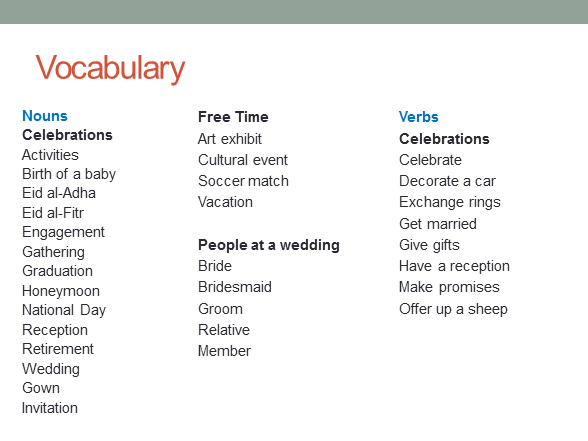 Vocabulary
Nouns
Celebrations
Activities
Birth of a baby
Eid al-Adha
Eid al-Fitr
Engagement
Gathering
Graduation
Honeymoon
National Day
Reception
Retirement
Wedding
Gown
Invitation
Free Time
Art exhibit
Cultural event
Soccer match
Vacation
People at a wedding
Bride
Bridesmaid
Groom
Relative
Member
Verbs
Celebrations
Celebrate
Decorate a car
Exchange rings
Get married
Give gifts
Have a reception
Make promises
Offer up a sheep